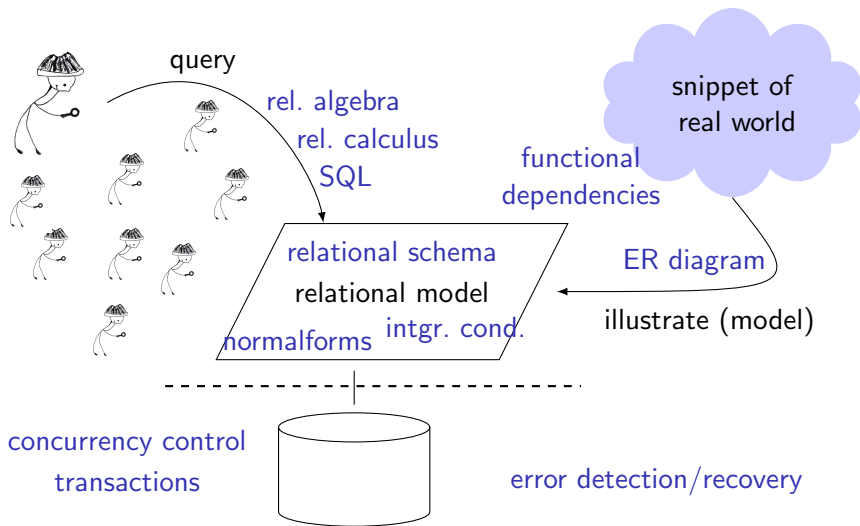 query
rel. algebra
rel. calculus
SQL
snippet of
real world
functional
dependencies
relational schema
relational model
normalforms
intgr. cond.
ER diagram
illustrate (model)
concurrency control
transactions
error detection/recovery